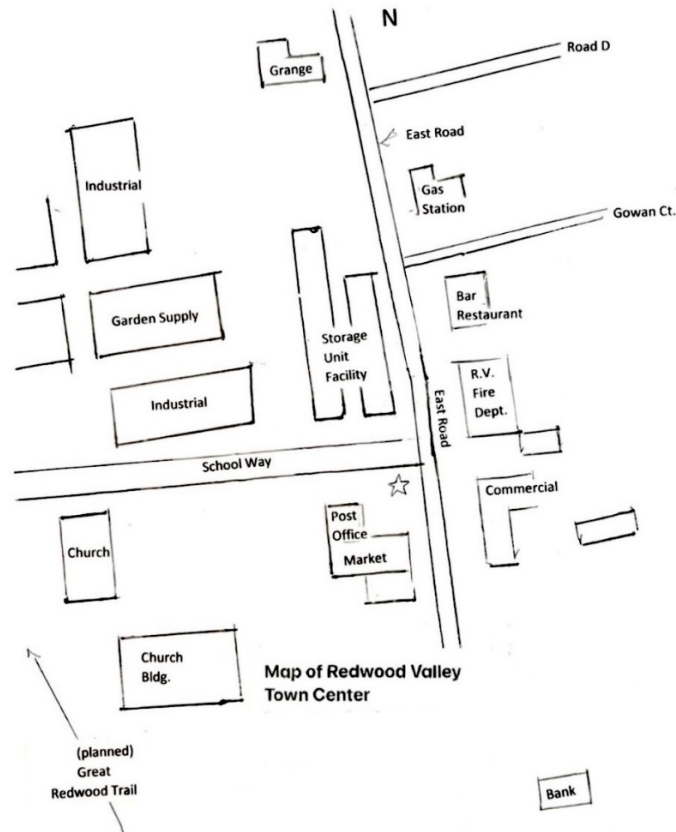 N
Road D
Grange
East Road
Industrial
Gas
Station
Gowan Ct.
Garden Supply
Bar
Restaurant
Storage
Unit
Facility
R.V.
Fire
Dept.
Industrial
East Road
School Way
Commercial
Post
Office
Market
Church
Church
Bldg.
Map of Redwood Valley
Town Center
(planned)
Great
Redwood Trail
Bank